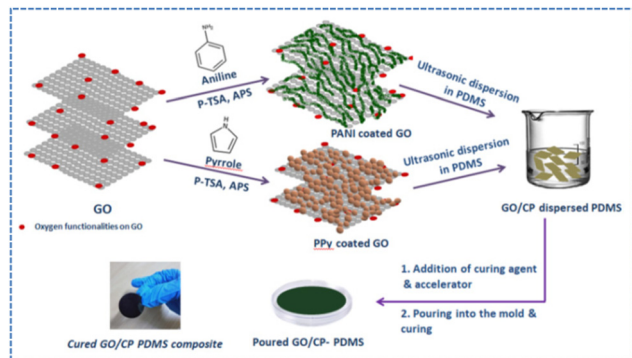 NH₂
Aniline
P-TSA, APS
PANI coated GO
Ultrasonic dispersion
in PDMS
H
N
Pyrrole
P-TSA, APS
Ultrasonic dispersion
in PDMS
GO
Oxygen functionalities on GO
PPy coated GO
GO/CP dispersed PDMS
1. Addition of curing agent
& accelerator
2. Pouring into the mold &
curing
Cured GO/CP PDMS composite
Poured GO/CP- PDMS